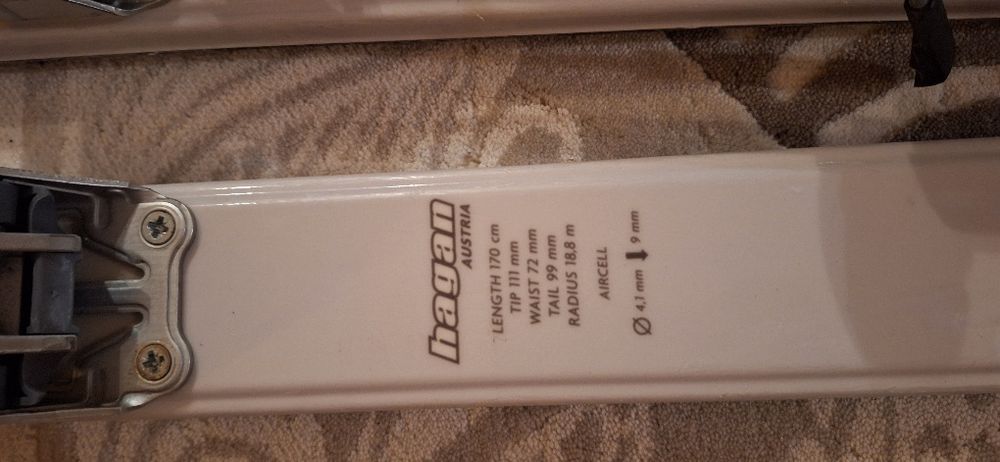 hagan
AUSTRIA
LENGTH 170 cm
TIP 111 mm
WAIST 72 mm
TAIL 99 mm
RADIUS 18,8 m
AIRCELL
Ø 4,1 mm ⬇ 9 mm